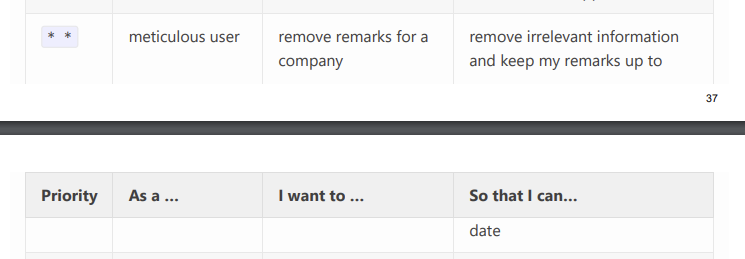 * * meticulous user remove remarks for a remove irrelevant information
company and keep my remarks up to
37
Priority As a ... I want to ... So that I can...
date